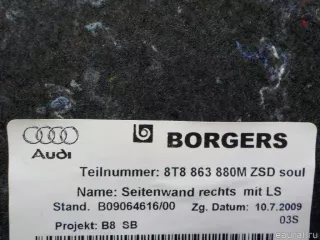 Audi
BORGERS
Teilnummer: 8T8 863 880M ZSD soul
Name: Seitenwand rechts mit LS
Stand. B09064616/00 Zg. Datum: 10.7.2009
03S
Projekt: B8 SB